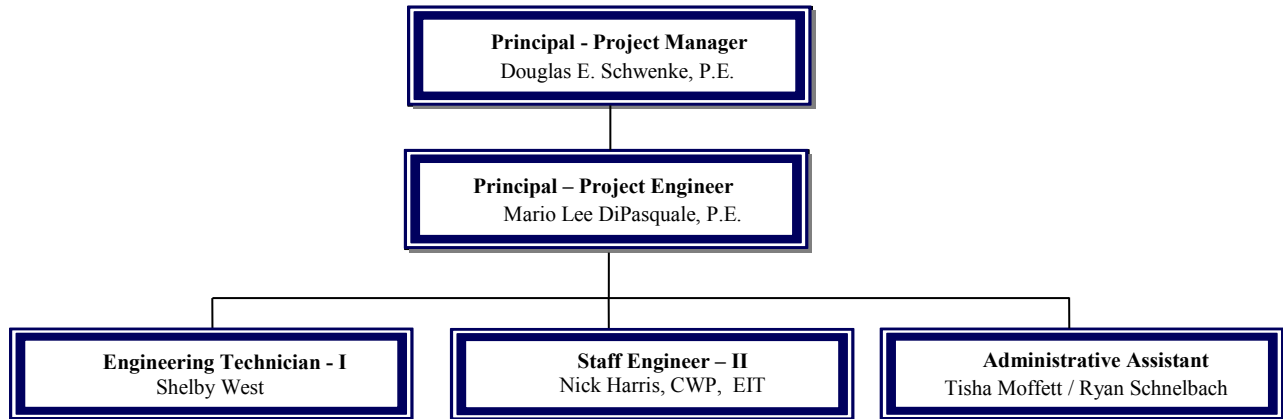 Principal - Project Manager
Douglas E. Schwenke, P.E.
Principal – Project Engineer
Mario Lee DiPasquale, P.E.
Engineering Technician - I
Shelby West
Staff Engineer – II
Nick Harris, CWP, EIT
Administrative Assistant
Tisha Moffett / Ryan Schnelbach